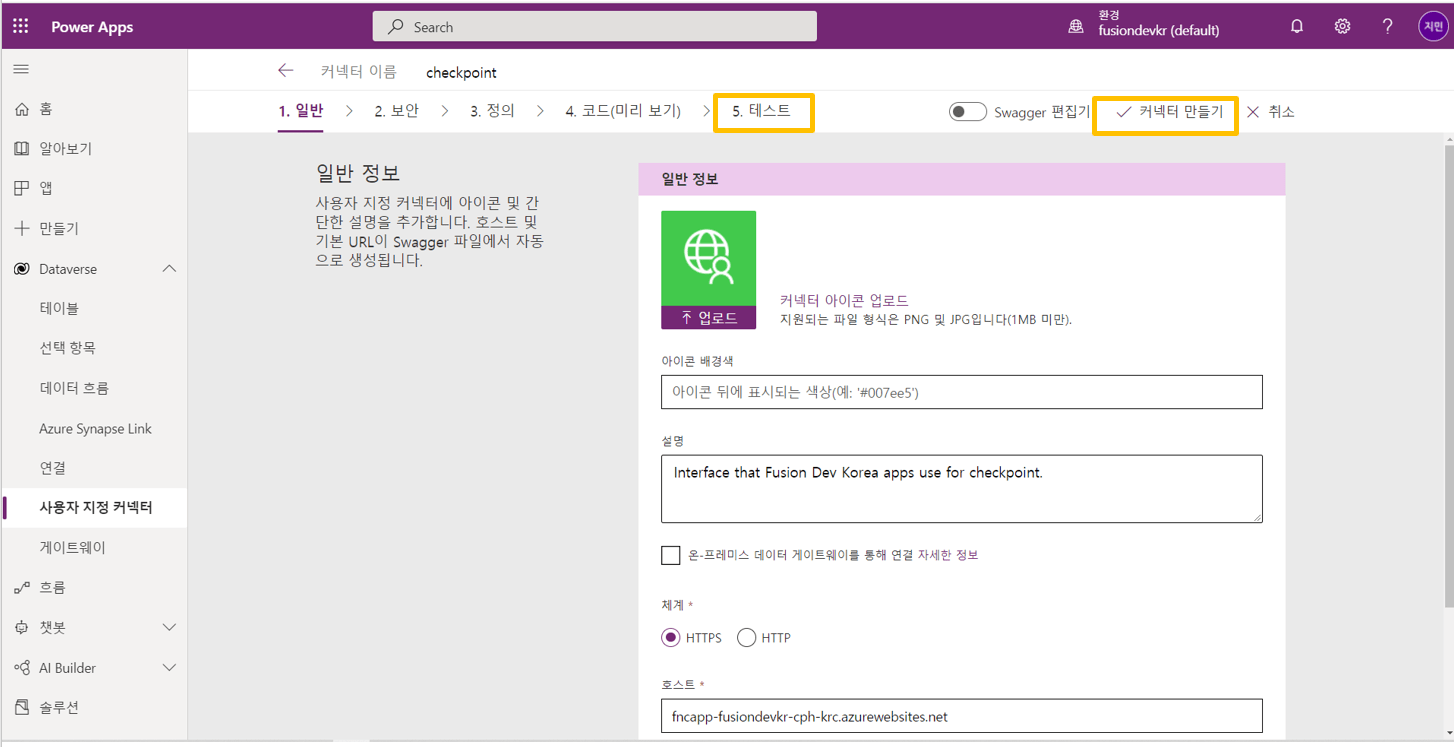 Power Apps
Search
환경
fusiondevkr (default)
지민
커넥터 이름 checkpoint
1. 일반
2. 보안
3. 정의
4. 코드(미리 보기)
5. 테스트
Swagger 편집기
커넥터 만들기
취소
홈
알아보기
앱
만들기
Dataverse
테이블
선택 항목
데이터 흐름
Azure Synapse Link
연결
사용자 지정 커넥터
게이트웨이
흐름
챗봇
AI Builder
솔루션
일반 정보
사용자 지정 커넥터에 아이콘 및 간
단한 설명을 추가합니다. 호스트 및
기본 URL이 Swagger 파일에서 자동
으로 생성됩니다.
일반 정보
업로드
커넥터 아이콘 업로드
지원되는 파일 형식은 PNG 및 JPG입니다(1MB 미만).
아이콘 배경색
아이콘 뒤에 표시되는 색상(예: '#007ee5')
설명
Interface that Fusion Dev Korea apps use for checkpoint.
온-프레미스 데이터 게이트웨이를 통해 연결 자세한 정보
체계 *
HTTPS
HTTP
호스트 *
fncapp-fusiondevkr-cph-krc.azurewebsites.net